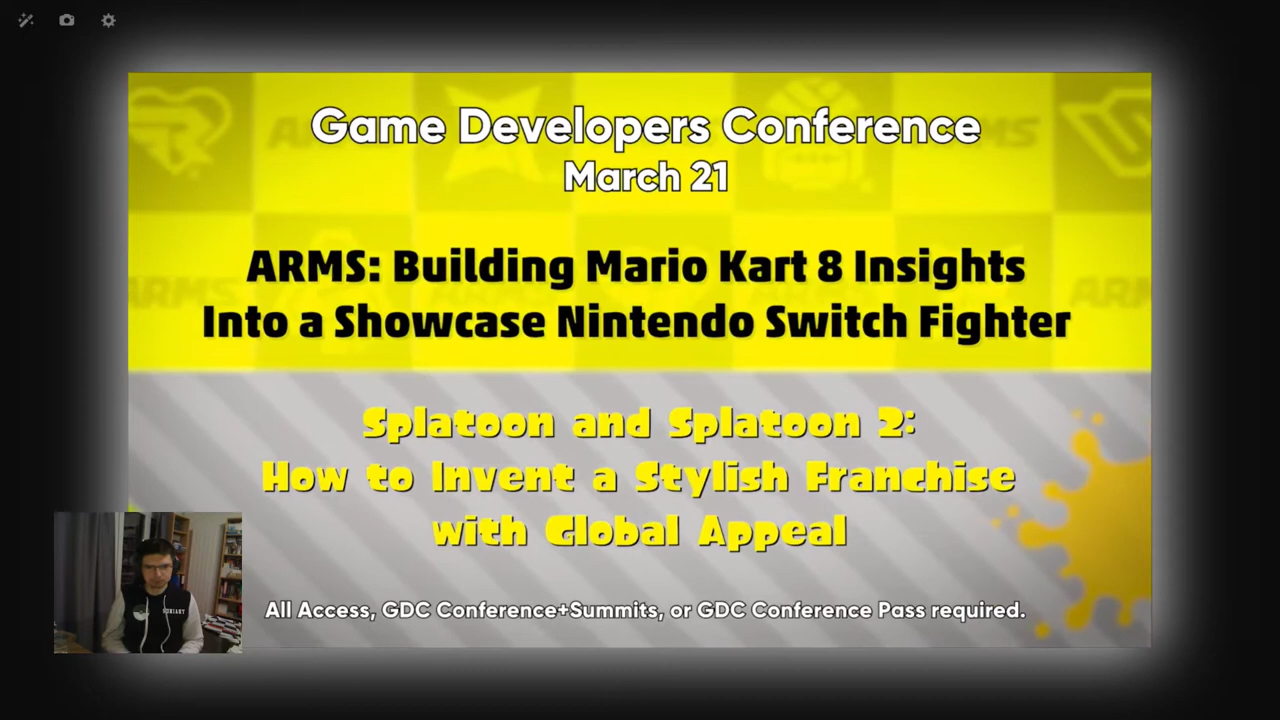 Game Developers Conference
March 21
ARMS: Building Mario Kart 8 Insights
Into a Showcase Nintendo Switch Fighter
Splatoon and Splatoon 2:
How to Invent a Stylish Franchise
with Global Appeal
All Access, GDC Conference+Summits, or GDC Conference Pass required.